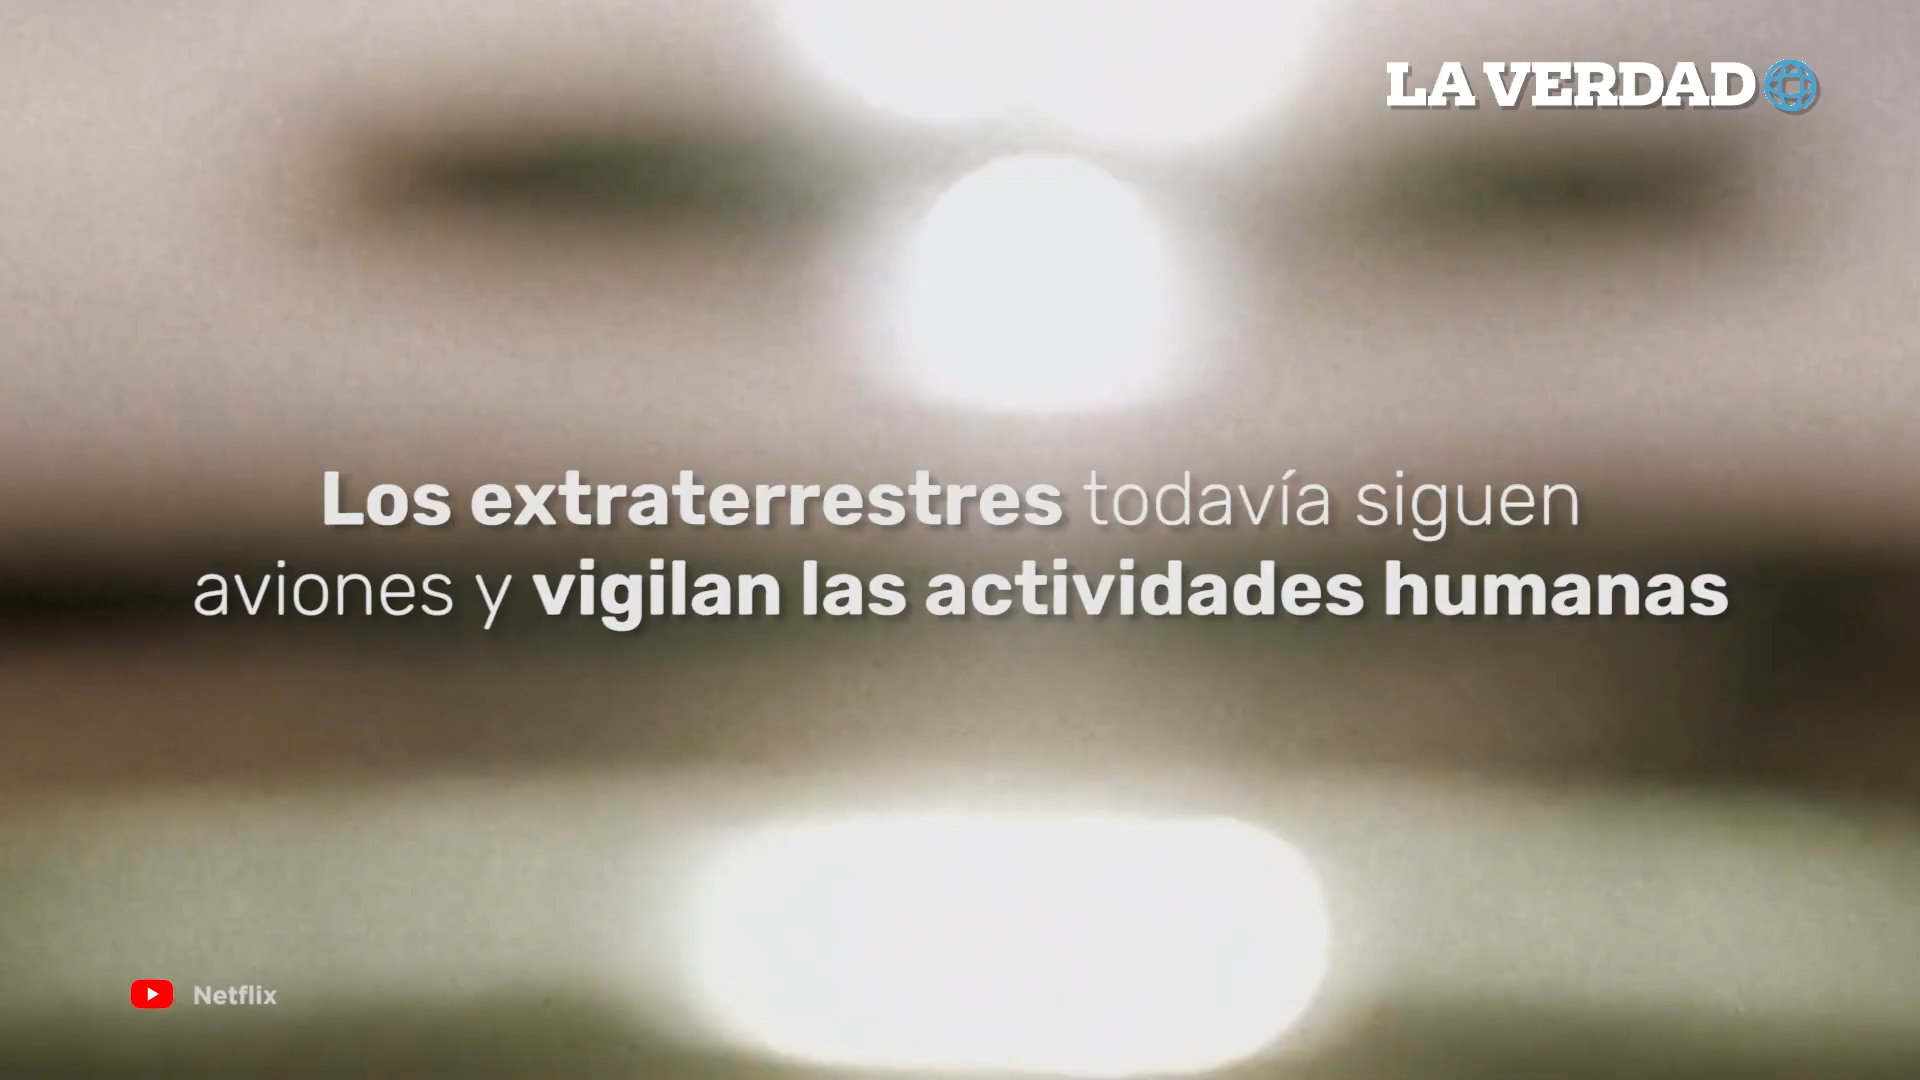 LA VERDAD
Los extraterrestres todavía siguen
aviones y vigilan las actividades humanas
Netflix